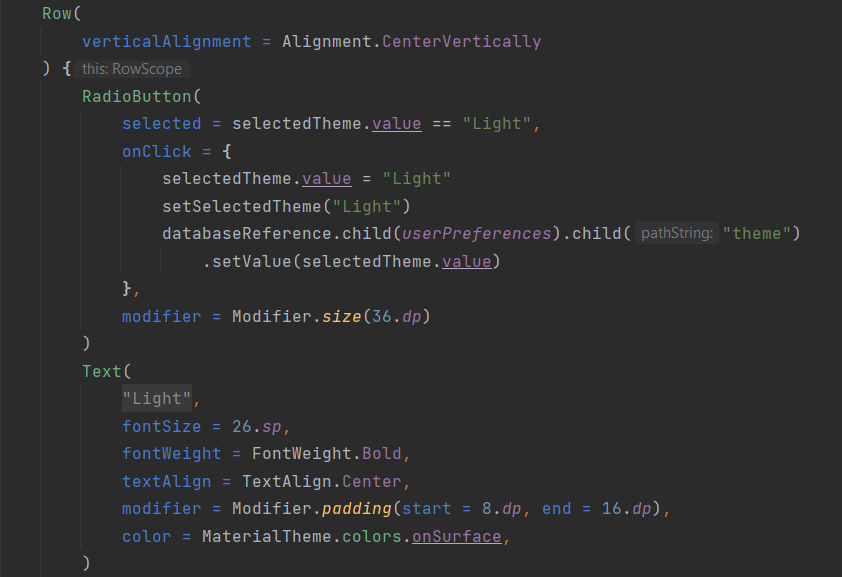 Row(
verticalAlignment = Alignment.CenterVertically
) { this: RowScope
RadioButton(
selected = selectedTheme.value == "Light",
onClick = {
selectedTheme.value = "Light"
setSelectedTheme("Light")
databaseReference.child(userPreferences).child( pathString: "theme")
.setValue(selectedTheme.value)
},
modifier = Modifier.size(36.dp)
)
Text(
"Light",
fontSize = 26.sp,
fontWeight = FontWeight.Bold,
textAlign = TextAlign.Center,
modifier = Modifier.padding(start = 8.dp, end = 16.dp),
color = MaterialTheme.colors.onSurface,
)